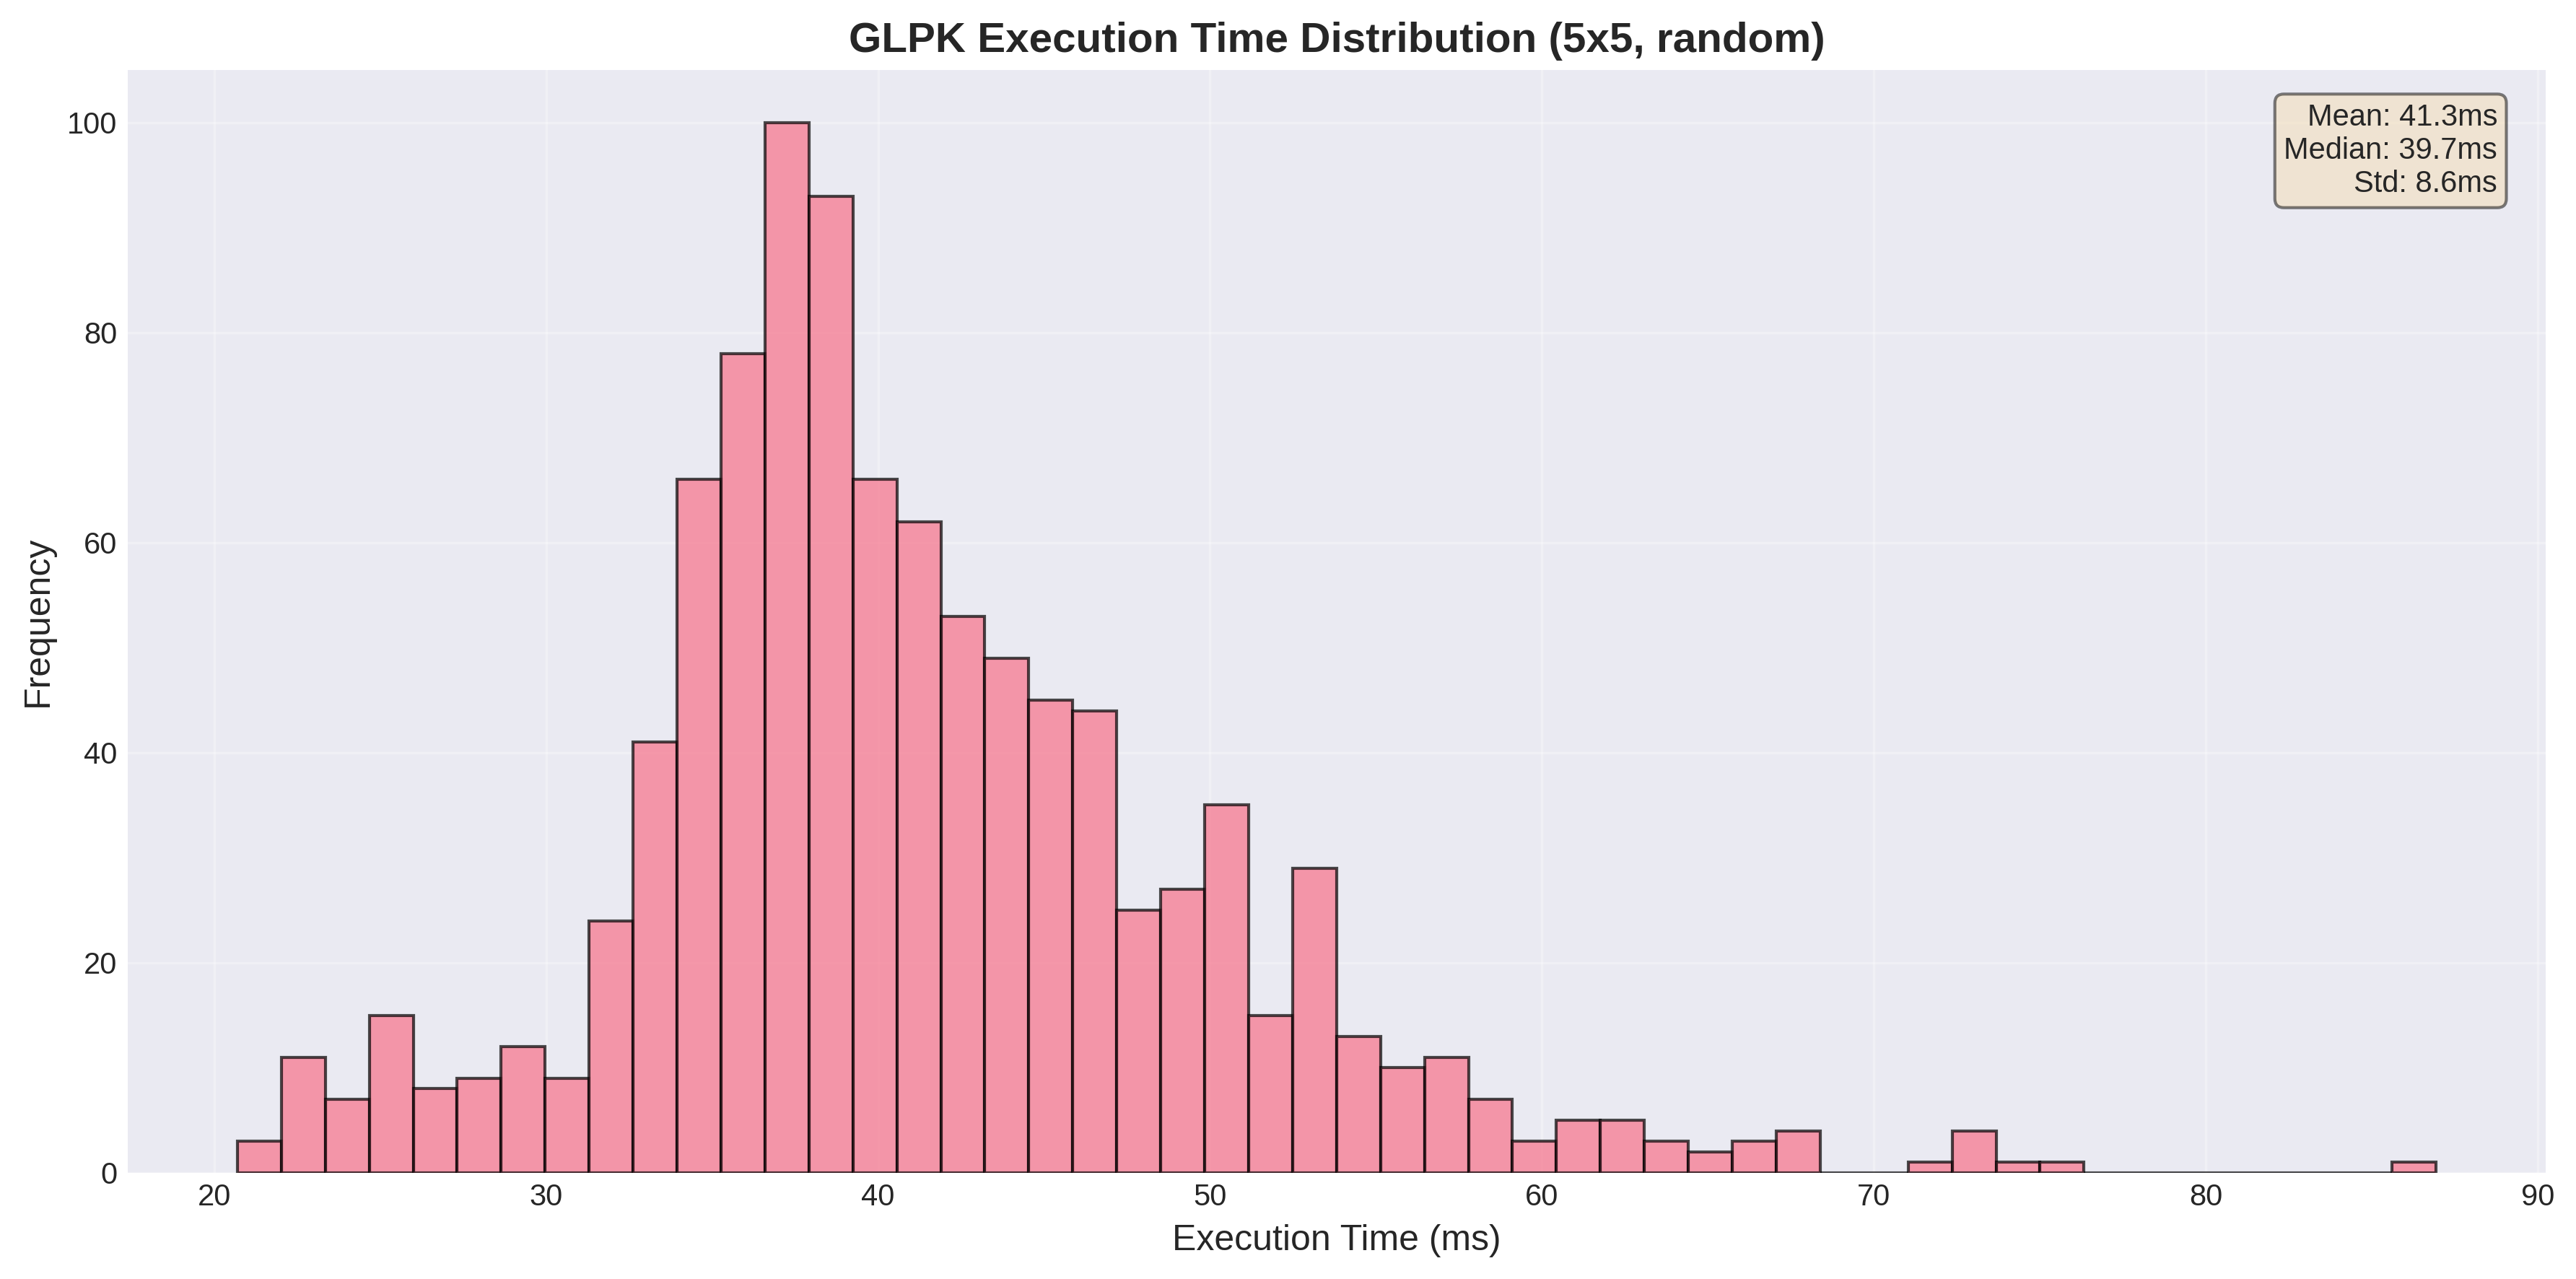 GLPK Execution Time Distribution (5x5, random)
Mean: 41.3ms
Median: 39.7ms
Std: 8.6ms
Frequency
100
80
60
40
20
0
20 30 40 50 60 70 80 90
Execution Time (ms)